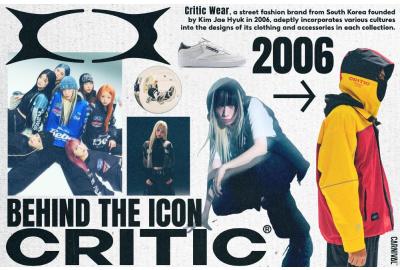 Critic Wear, a street fashion brand from South Korea founded
by Kim Jae Hyuk in 2006, adeptly incorporates various cultures
into the designs of its clothing and accessories in each collection.
2006
CRITIC
BEHIND THE ICON
CRITIC®
CARNIVAL